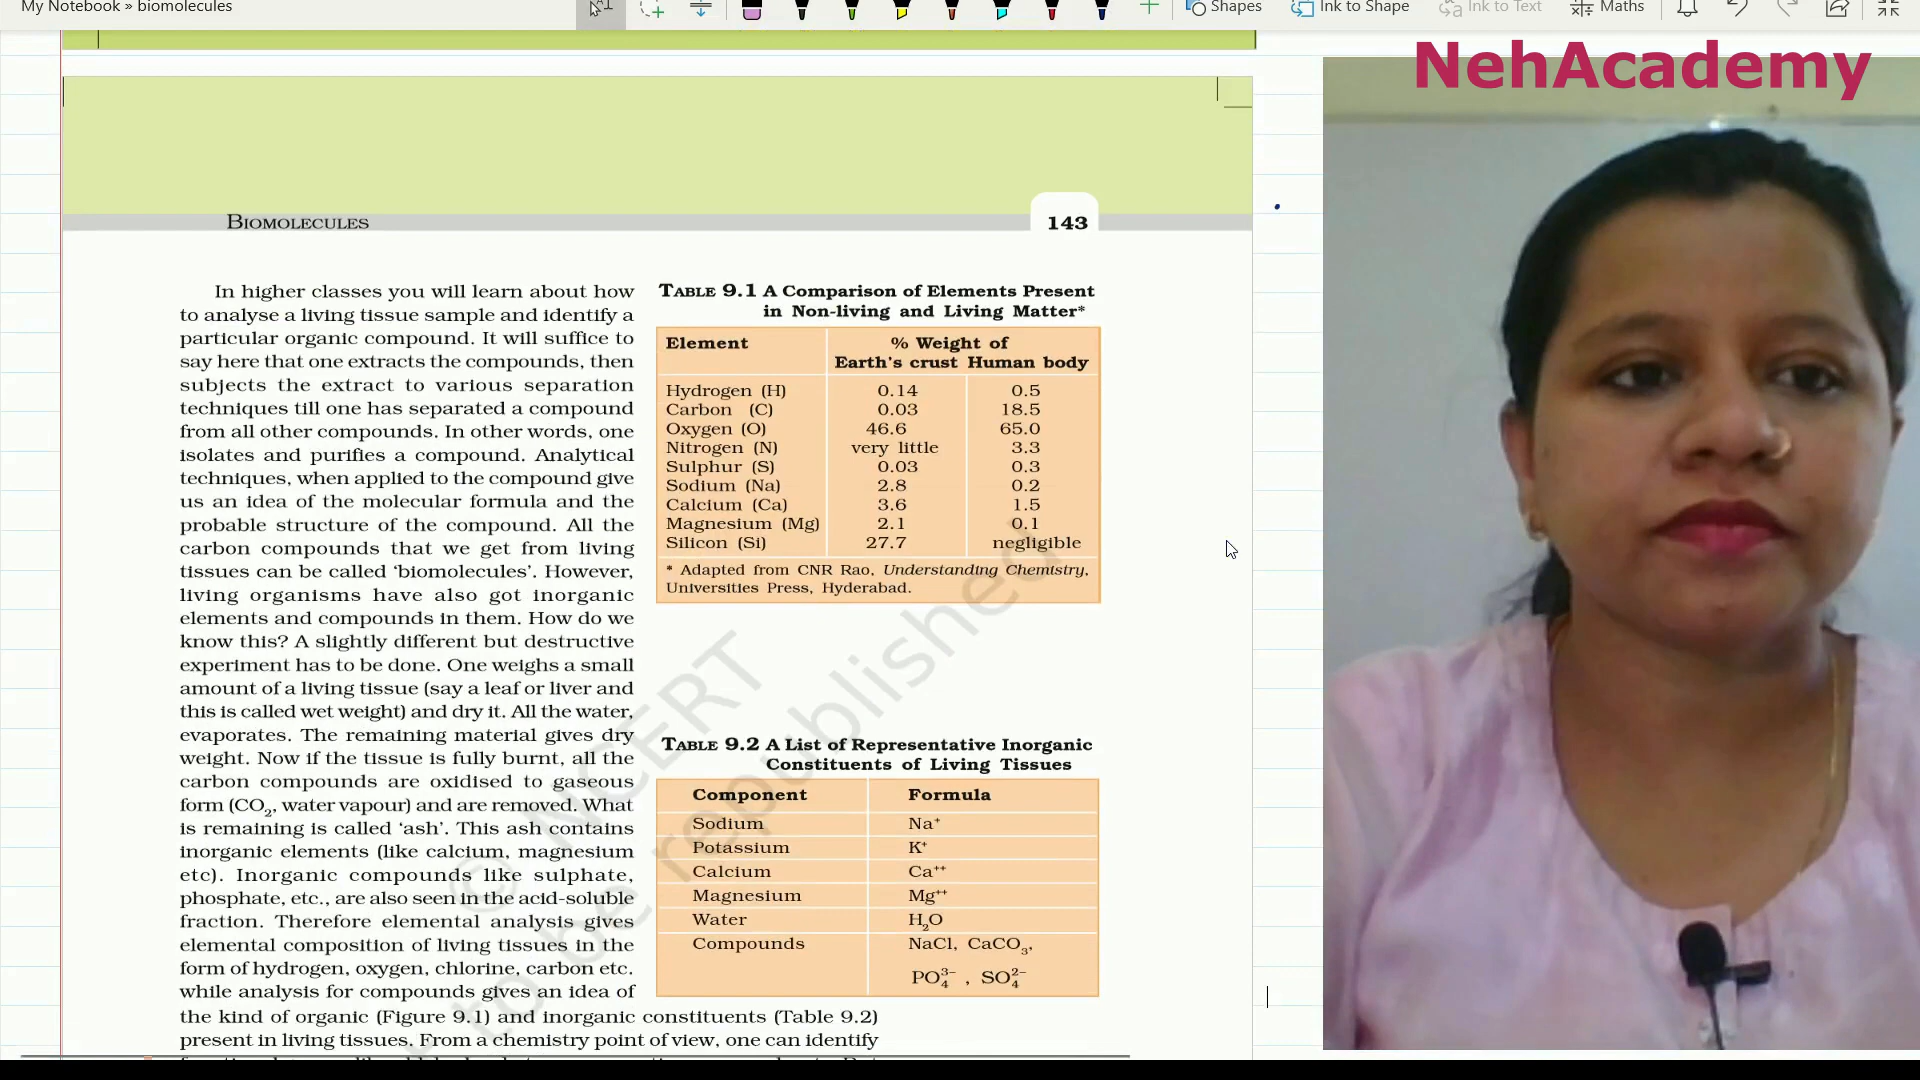 My Notebook » biomolecules
Shapes
Ink to Shape
Ink to Text
Maths
NehAcademy
BIOMOLECULES
143
In higher classes you will learn about how
to analyse a living tissue sample and identify a
particular organic compound. It will suffice to
say here that one extracts the compounds, then
subjects the extract to various separation
techniques till one has separated a compound
from all other compounds. In other words, one
isolates and purifies a compound. Analytical
techniques, when applied to the compound give
us an idea of the molecular formula and the
probable structure of the compound. All the
carbon compounds that we get from living
tissues can be called ‘biomolecules’. However,
living organisms have also got inorganic
elements and compounds in them. How do we
know this? A slightly different but destructive
experiment has to be done. One weighs a small
amount of a living tissue (say a leaf or liver and
this is called wet weight) and dry it. All the water,
evaporates. The remaining material gives dry
weight. Now if the tissue is fully burnt, all the
carbon compounds are oxidised to gaseous
form (CO₂, water vapour) and are removed. What
is remaining is called ‘ash’. This ash contains
inorganic elements (like calcium, magnesium
etc). Inorganic compounds like sulphate,
phosphate, etc., are also seen in the acid-soluble
fraction. Therefore elemental analysis gives
elemental composition of living tissues in the
form of hydrogen, oxygen, chlorine, carbon etc.
while analysis for compounds gives an idea of
the kind of organic (Figure 9.1) and inorganic constituents (Table 9.2)
present in living tissues. From a chemistry point of view, one can identify
TABLE 9.1 A Comparison of Elements Present
in Non-living and Living Matter*
Element % Weight of
Earth's crust Human body
Hydrogen (H) 0.14 0.5
Carbon (C) 0.03 18.5
Oxygen (O) 46.6 65.0
Nitrogen (N) very little 3.3
Sulphur (S) 0.03 0.3
Sodium (Na) 2.8 0.2
Calcium (Ca) 3.6 1.5
Magnesium (Mg) 2.1 0.1
Silicon (Si) 27.7 negligible
* Adapted from CNR Rao, Understanding Chemistry,
Universities Press, Hyderabad.
TABLE 9.2 A List of Representative Inorganic
Constituents of Living Tissues
Component Formula
Sodium Na⁺
Potassium K⁺
Calcium Ca⁺⁺
Magnesium Mg⁺⁺
Water H₂O
Compounds NaCl, CaCO₃,
PO₄³⁻ , SO₄²⁻
© NCERT
to be republished